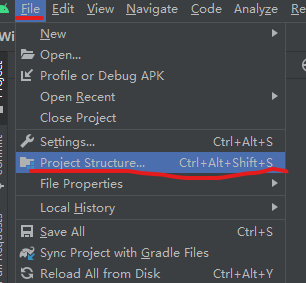 File Edit View Navigate Code Analyze
Wi
New
Open...
Profile or Debug APK
Open Recent
Close Project
Settings... Ctrl+Alt+S
Project Structure... Ctrl+Alt+Shift+S
File Properties
Local History
Save All Ctrl+S
Sync Project with Gradle Files
Reload All from Disk Ctrl+Alt+Y
Project
Commit